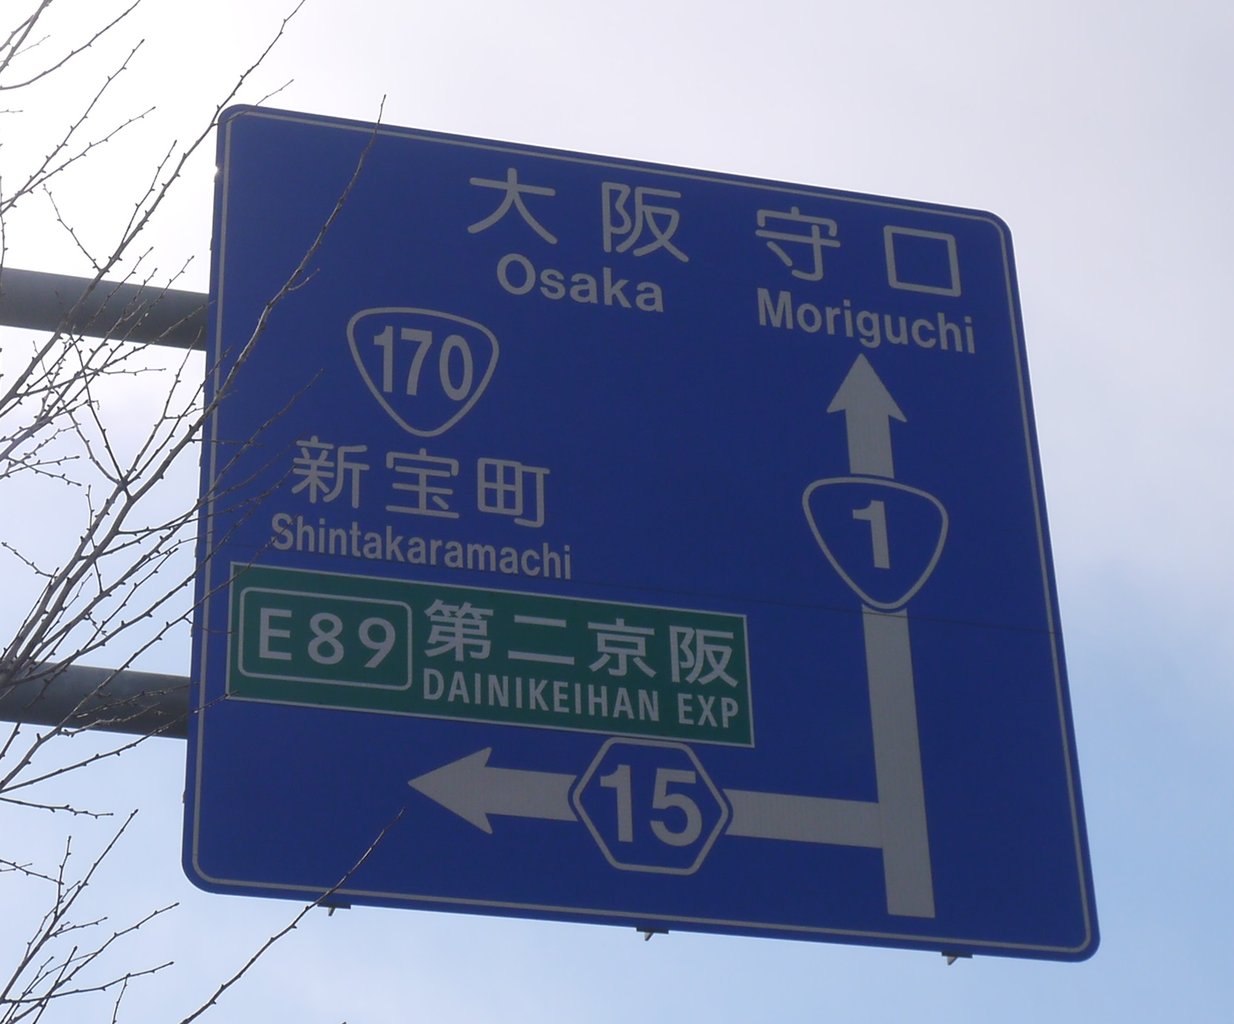 大阪 守口
Osaka Moriguchi
170
新宝町
Shintakaramachi
1
E89 第二京阪
DAINIKEIHAN EXP
15